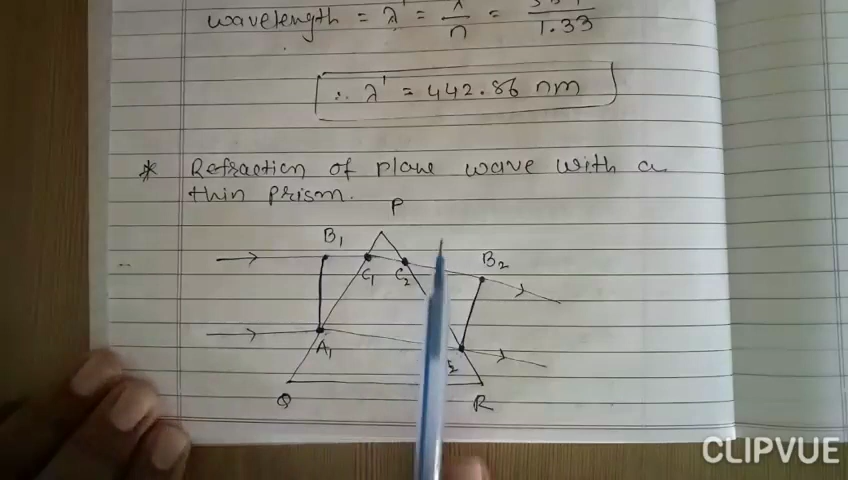 wavelength = λ' = λ/n = /1.33
∴ λ' = 442.86 nm
* Refraction of plane wave with a
thin prism.
P
B1
B2
C1 C2
A1
Q R
CLIPVUE